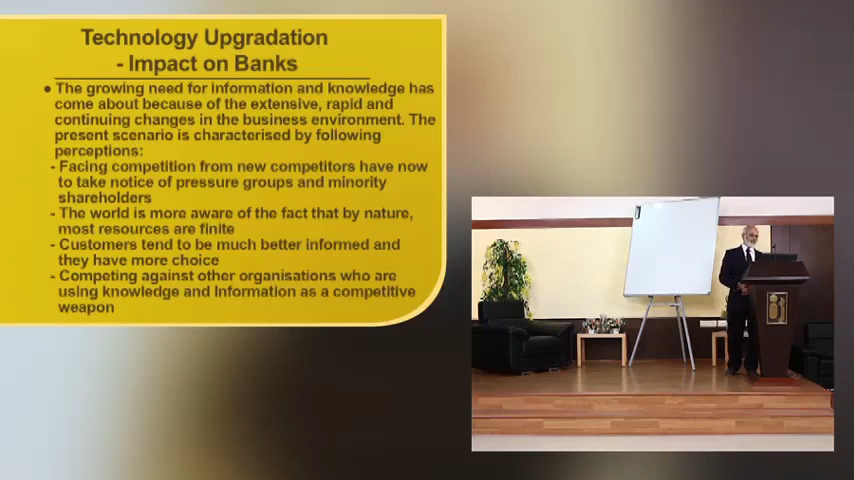 Technology Upgradation
- Impact on Banks
● The growing need for information and knowledge has
come about because of the extensive, rapid and
continuing changes in the business environment. The
present scenario is characterised by following
perceptions:
- Facing competition from new competitors have now
to take notice of pressure groups and minority
shareholders
- The world is more aware of the fact that by nature,
most resources are finite
- Customers tend to be much better informed and
they have more choice
- Competing against other organisations who are
using knowledge and Information as a competitive
weapon